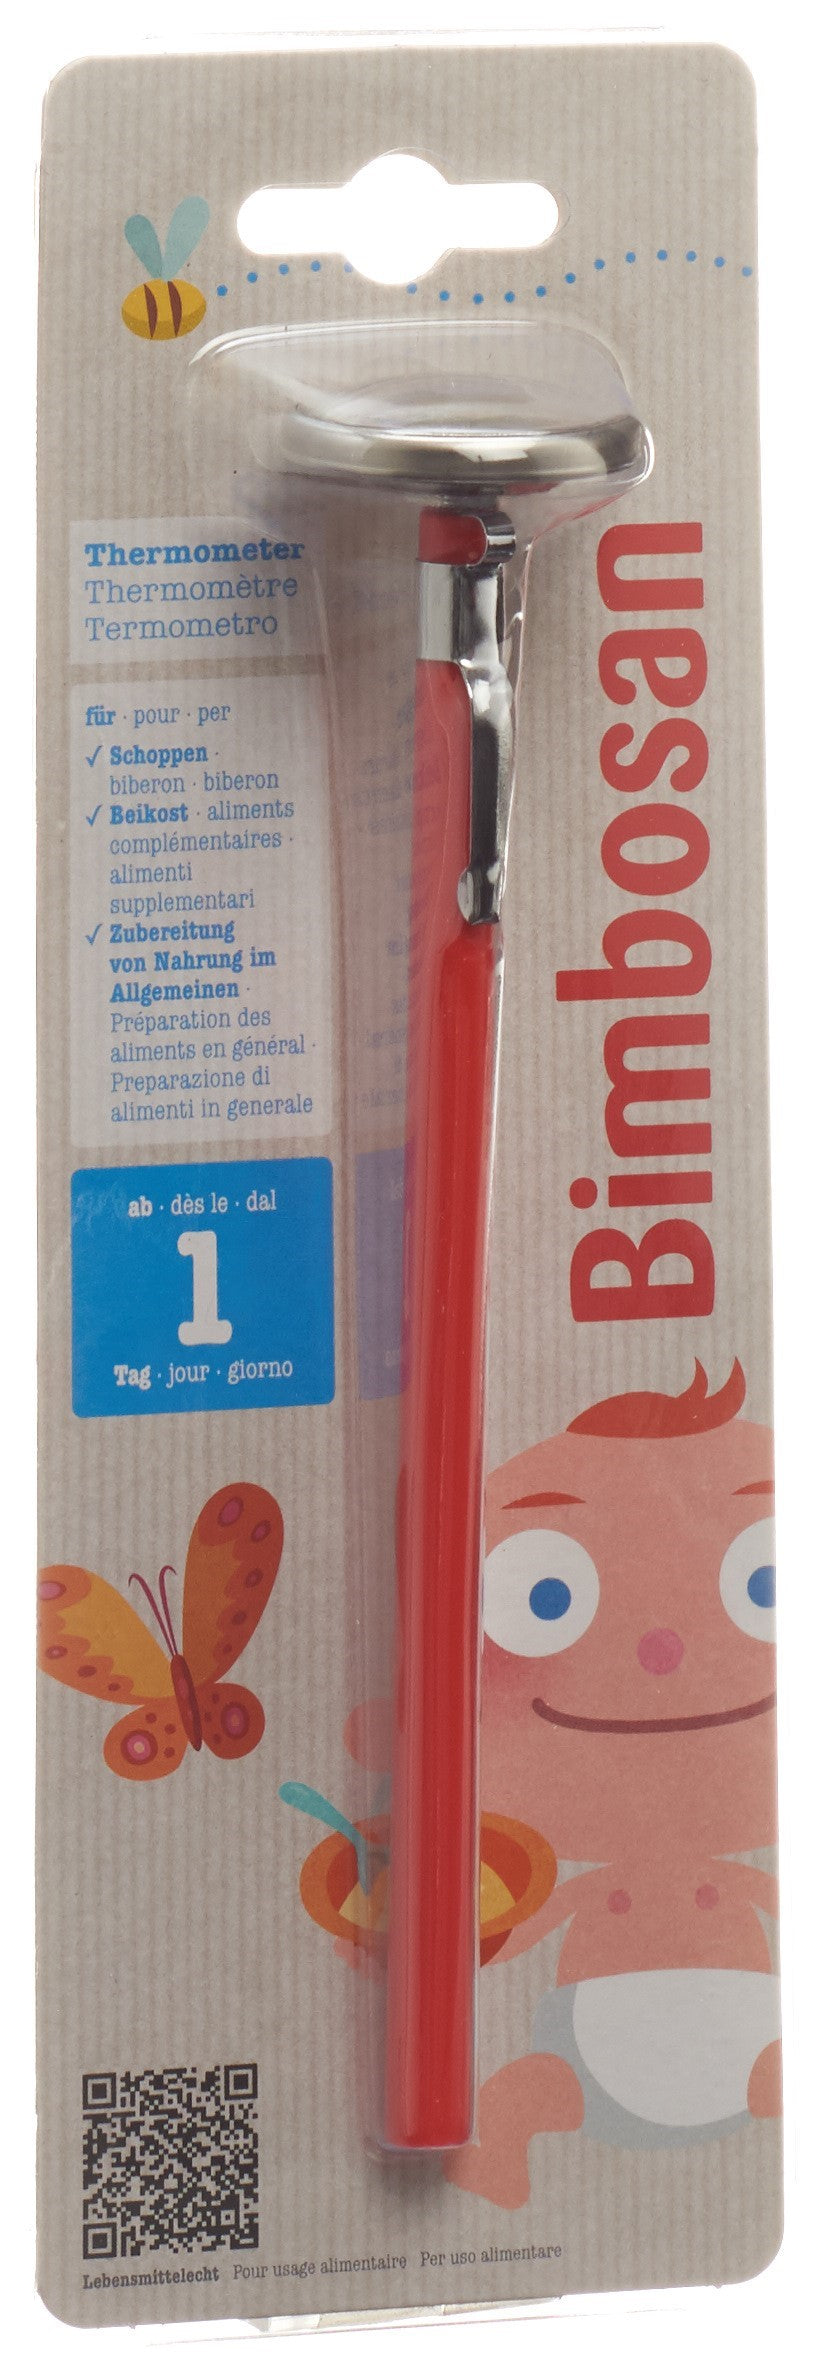 Thermometer
Thermomètre
Termometro
für · pour · per
✓ Schoppen ·
biberon · biberon
✓ Beikost · aliments
complémentaires ·
alimenti
supplementari
✓ Zubereitung
von Nahrung im
Allgemeinen ·
Préparation des
aliments en général ·
Preparazione di
alimenti in generale
ab · dès le · dal
1
Tag · jour · giorno
Bimbosan
Lebensmittelecht Pour usage alimentaire Per uso alimentare